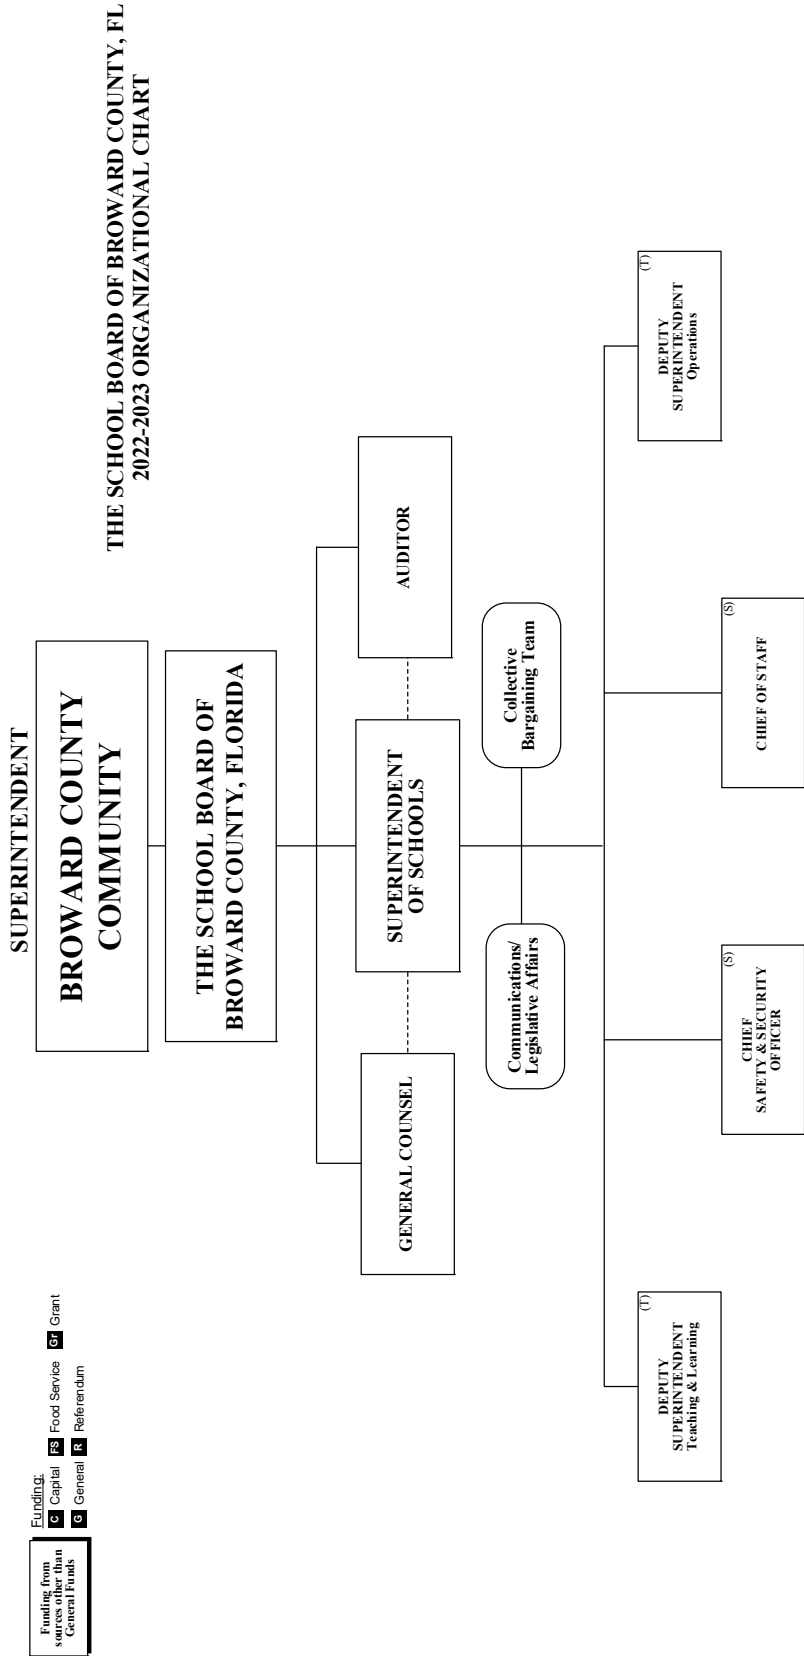 SUPERINTENDENT
THE SCHOOL BOARD OF BROWARD COUNTY, FL
2022-2023 ORGANIZATIONAL CHART
Funding from
sources other than
General Funds
Funding:
C Capital FS Food Service Gr Grant
G General R Referendum
BROWARD COUNTY
COMMUNITY
THE SCHOOL BOARD OF
BROWARD COUNTY, FLORIDA
GENERAL COUNSEL
SUPERINTENDENT
OF SCHOOLS
AUDITOR
Communications/
Legislative Affairs
Collective
Bargaining Team
(T)
DEPUTY
SUPERINTENDENT
Teaching & Learning
(S)
CHIEF
SAFETY & SECURITY
OFFICER
(S)
CHIEF OF STAFF
(T)
DEPUTY
SUPERINTENDENT
Operations